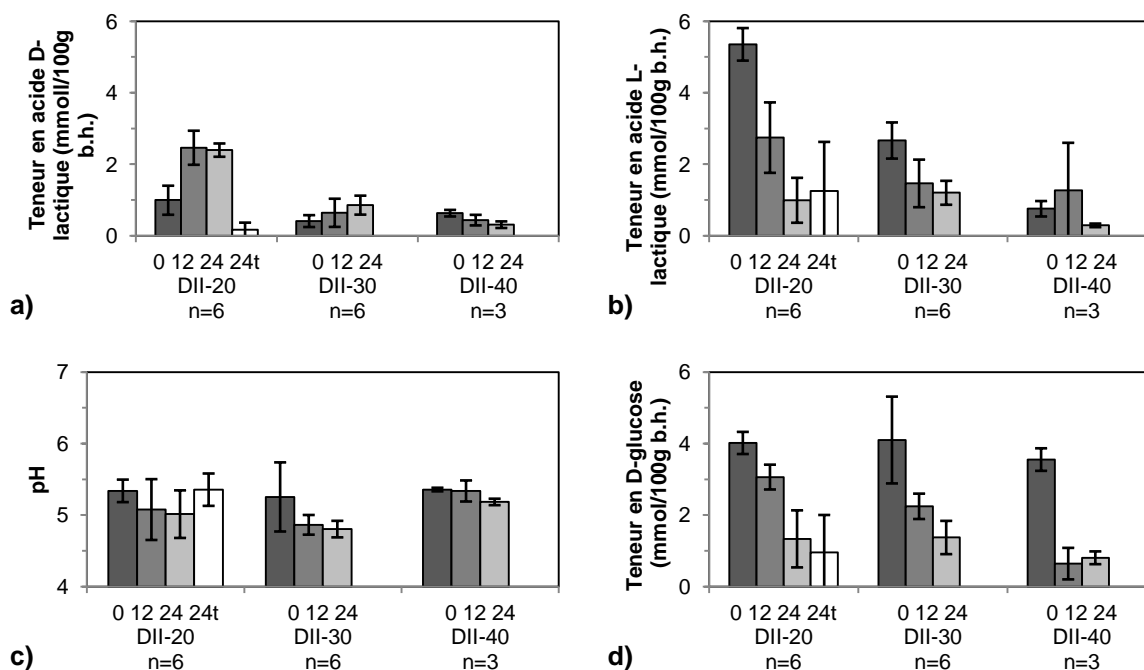 Teneur en acide D-
lactique (mmoll/100g
b.h.)
6
4
2
0
0 12 24 24t
0 12 24
0 12 24
DII-20
DII-30
DII-40
n=6
n=6
n=3
a)
Teneur en acide L-
lactique (mmol/100g b.h.)
6
4
2
0
0 12 24 24t
0 12 24
0 12 24
DII-20
DII-30
DII-40
n=6
n=6
n=3
b)
pH
7
6
5
4
0 12 24 24t
0 12 24
0 12 24
DII-20
DII-30
DII-40
n=6
n=6
n=3
c)
Teneur en D-glucose
(mmol/100g b.h.)
6
4
2
0
0 12 24 24t
0 12 24
0 12 24
DII-20
DII-30
DII-40
n=6
n=6
n=3
d)